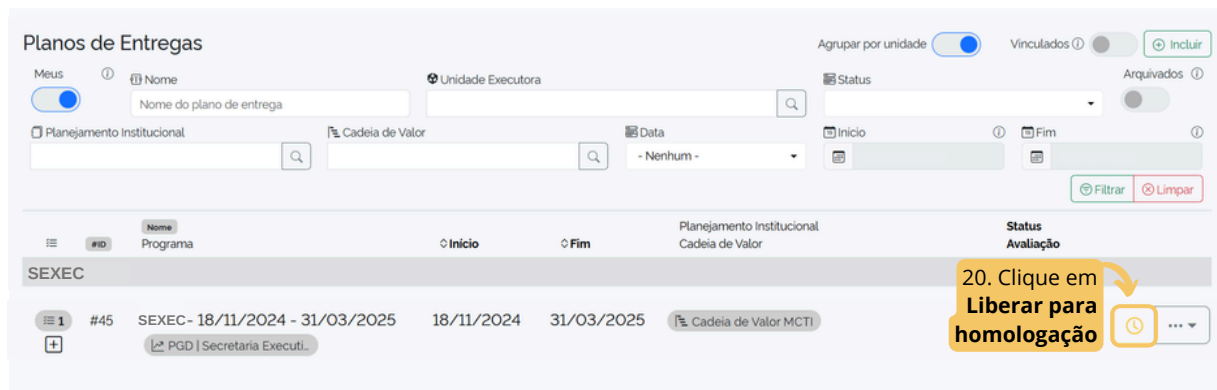 Planos de Entregas
Agrupar por unidade
Vinculados
Incluir
Meus
Nome
Unidade Executora
Status
Arquivados
Nome do plano de entrega
Planejamento Institucional
Cadeia de Valor
Data
Início
Fim
- Nenhum -
Filtrar
Limpar
#ID
Nome
Programa
Início
Fim
Planejamento Institucional
Cadeia de Valor
Status
Avaliação
SEXEC
20. Clique em
Liberar para
homologação
1
#45
SEXEC- 18/11/2024 - 31/03/2025
18/11/2024
31/03/2025
Cadeia de Valor MCTI
PGD | Secretaria Executi...